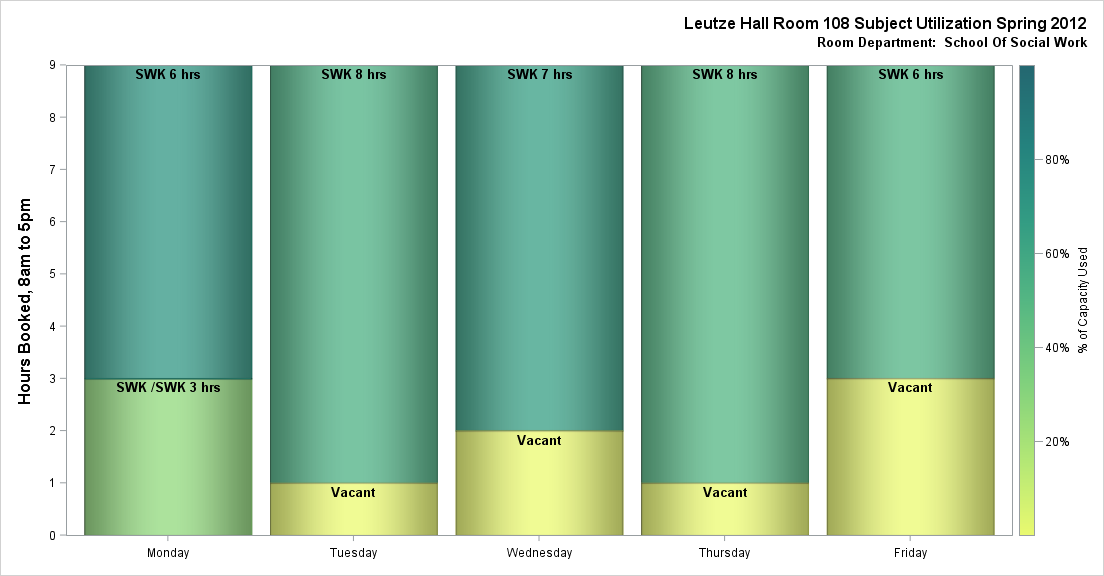 Leutze Hall Room 108 Subject Utilization Spring 2012
Room Department:  School Of Social Work
Hours Booked, 8am to 5pm
9
8
7
6
5
4
3
2
1
0
SWK 6 hrs
SWK /SWK 3 hrs
SWK 8 hrs
Vacant
SWK 7 hrs
Vacant
SWK 8 hrs
Vacant
SWK 6 hrs
Vacant
Monday
Tuesday
Wednesday
Thursday
Friday
80%
60%
40%
20%
% of Capacity Used